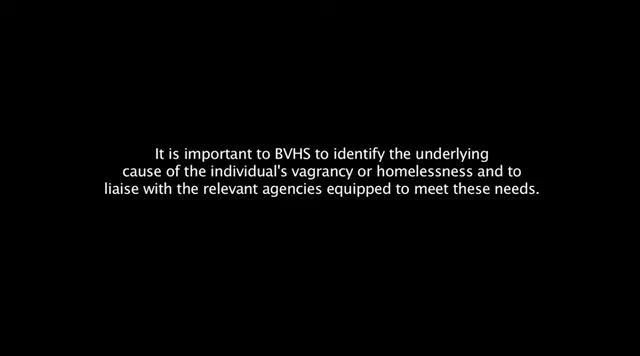 It is important to BVHS to identify the underlying
cause of the individual's vagrancy or homelessness and to
liaise with the relevant agencies equipped to meet these needs.